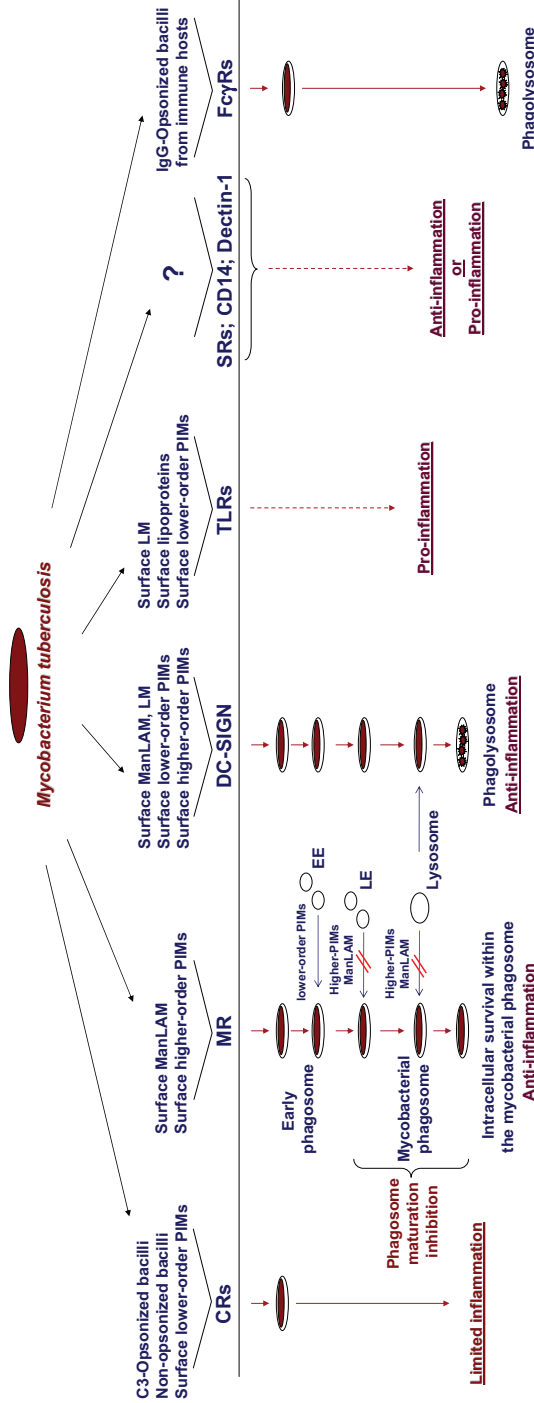 Mycobacterium tuberculosis
C3-Opsonized bacilli
Non-opsonized bacilli
Surface lower-order PIMs
CRs
Surface ManLAM
Surface higher-order PIMs
MR
Surface ManLAM, LM
Surface lower-order PIMs
Surface higher-order PIMs
DC-SIGN
Surface LM
Surface lipoproteins
Surface lower-order PIMs
TLRs
?
SRs; CD14; Dectin-1
IgG-Opsonized bacilli
from immune hosts
FcγRs
Early
phagosome
lower-order PIMs
EE
Higher-PIMs
ManLAM
LE
Mycobacterial
phagosome
Higher-PIMs
ManLAM
Lysosome
Phagosome
maturation
inhibition
Limited inflammation
Intracellular survival within
the mycobacterial phagosome
Anti-inflammation
Phagolysosome
Anti-inflammation
Pro-inflammation
Anti-inflammation
or
Pro-inflammation
Phagolysosome